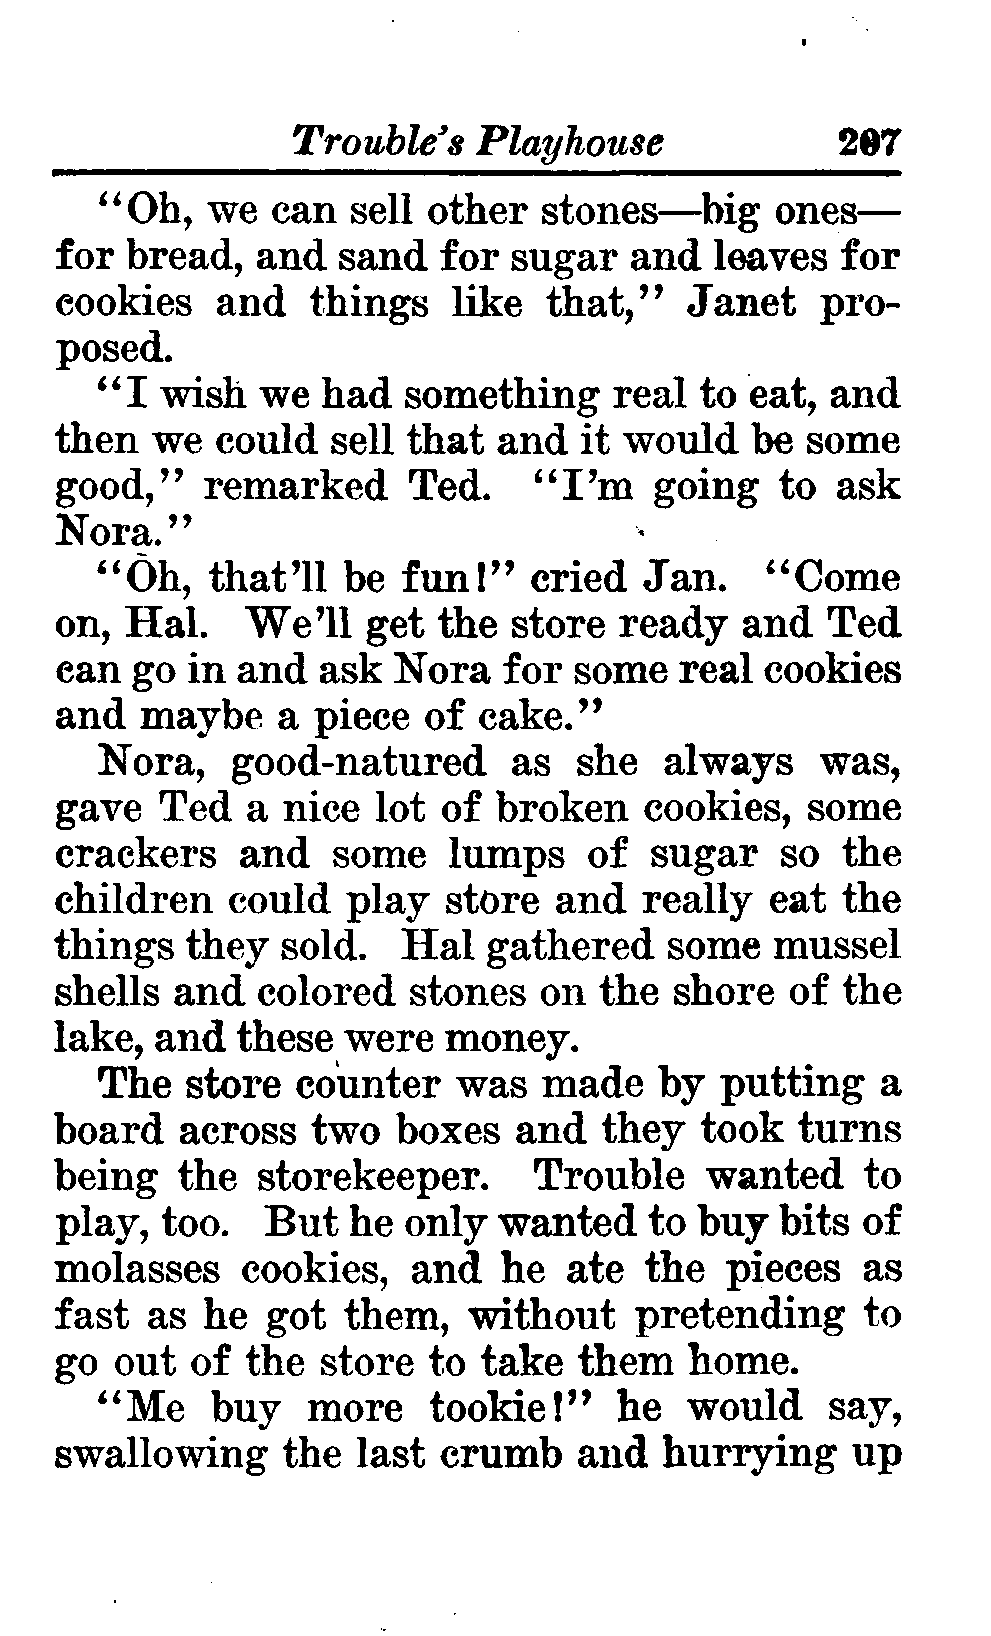 Trouble's Playhouse 207
“Oh, we can sell other stones—big ones—
for bread, and sand for sugar and leaves for
cookies and things like that,” Janet pro-
posed.
“I wish we had something real to eat, and
then we could sell that and it would be some
good,” remarked Ted. “I'm going to ask
Nora.”
“Oh, that'll be fun!” cried Jan. “Come
on, Hal. We'll get the store ready and Ted
can go in and ask Nora for some real cookies
and maybe a piece of cake.”
Nora, good-natured as she always was,
gave Ted a nice lot of broken cookies, some
crackers and some lumps of sugar so the
children could play store and really eat the
things they sold. Hal gathered some mussel
shells and colored stones on the shore of the
lake, and these were money.
The store counter was made by putting a
board across two boxes and they took turns
being the storekeeper. Trouble wanted to
play, too. But he only wanted to buy bits of
molasses cookies, and he ate the pieces as
fast as he got them, without pretending to
go out of the store to take them home.
“Me buy more tookie!” he would say,
swallowing the last crumb and hurrying up